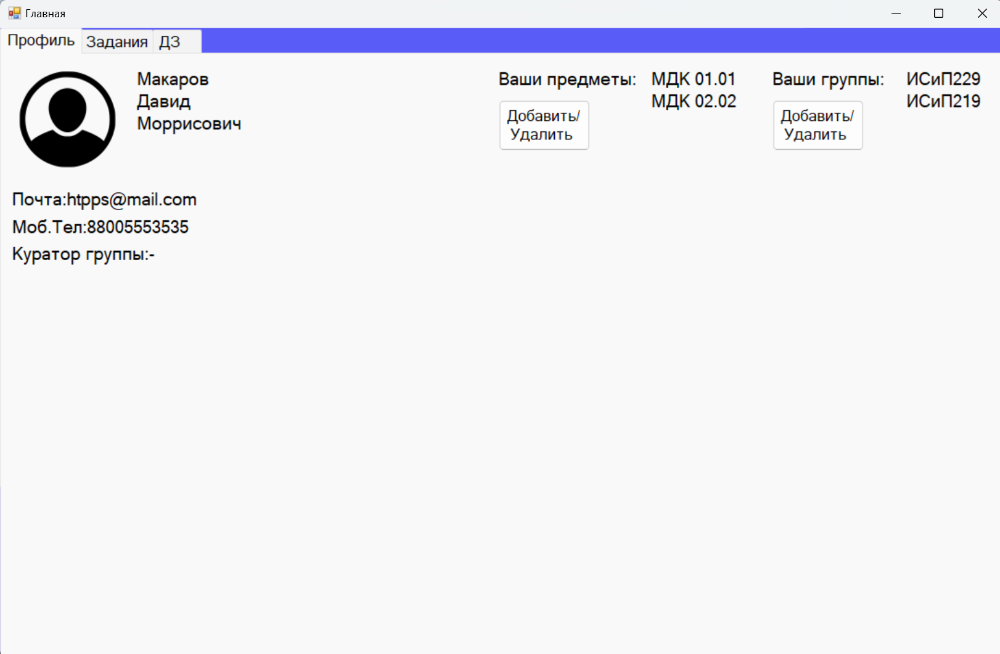 Главная
Профиль
Задания
ДЗ
Макаров
Давид
Моррисович
Ваши предметы:
МДК 01.01
МДК 02.02
Добавить/
Удалить
Ваши группы:
ИСиП229
ИСиП219
Добавить/
Удалить
Почта:htpps@mail.com
Моб.Тел:88005553535
Куратор группы:-